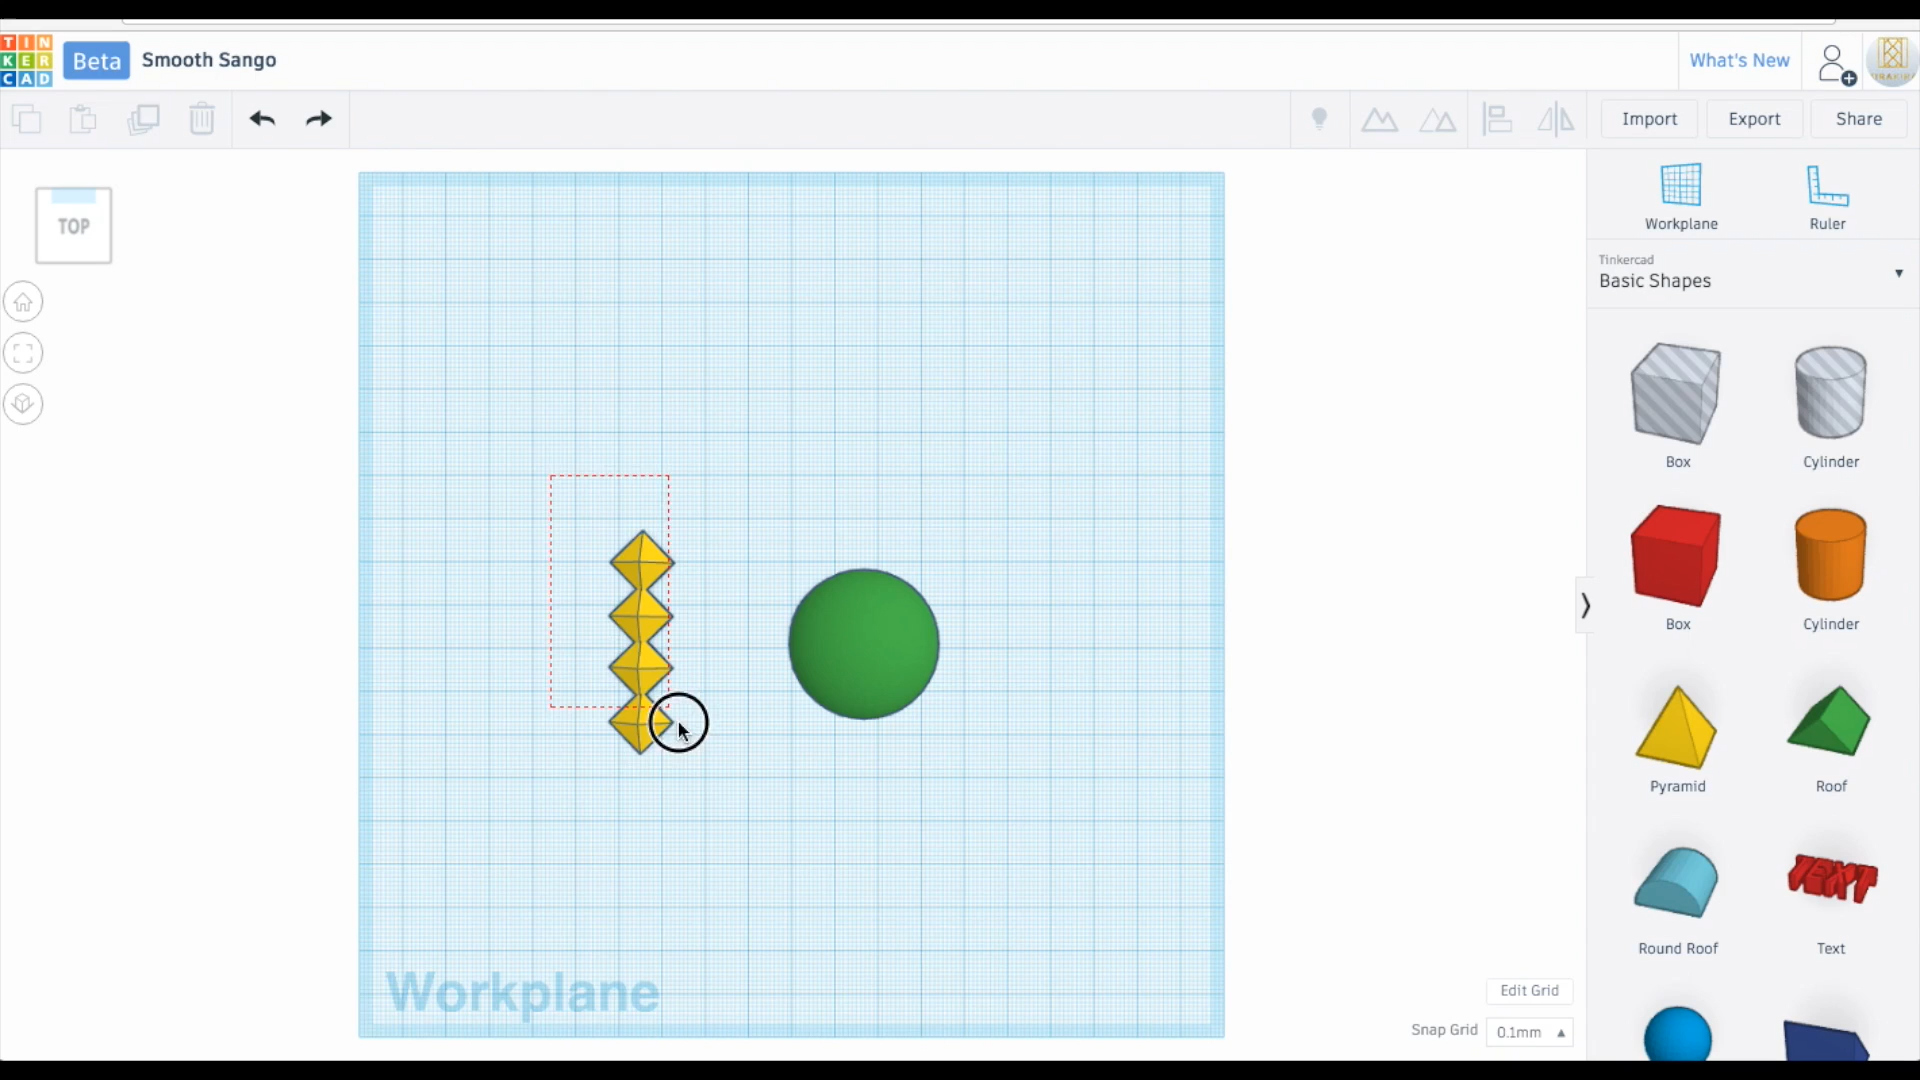 TIN
KER
CAD
Beta
Smooth Sango
What's New
Import
Export
Share
TOP
Workplane
Ruler
Tinkercad
Basic Shapes
Box
Cylinder
Box
Cylinder
Pyramid
Roof
TEXT
Round Roof
Text
Workplane
Edit Grid
Snap Grid
0.1mm